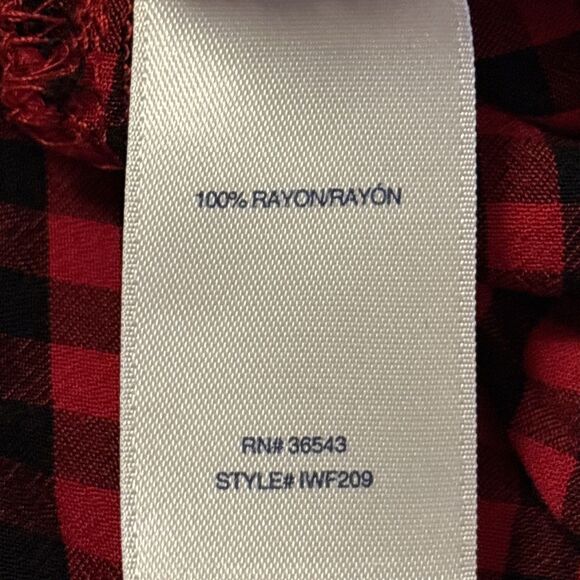 100% RAYON/RAYÓN
RN# 36543
STYLE# IWF209